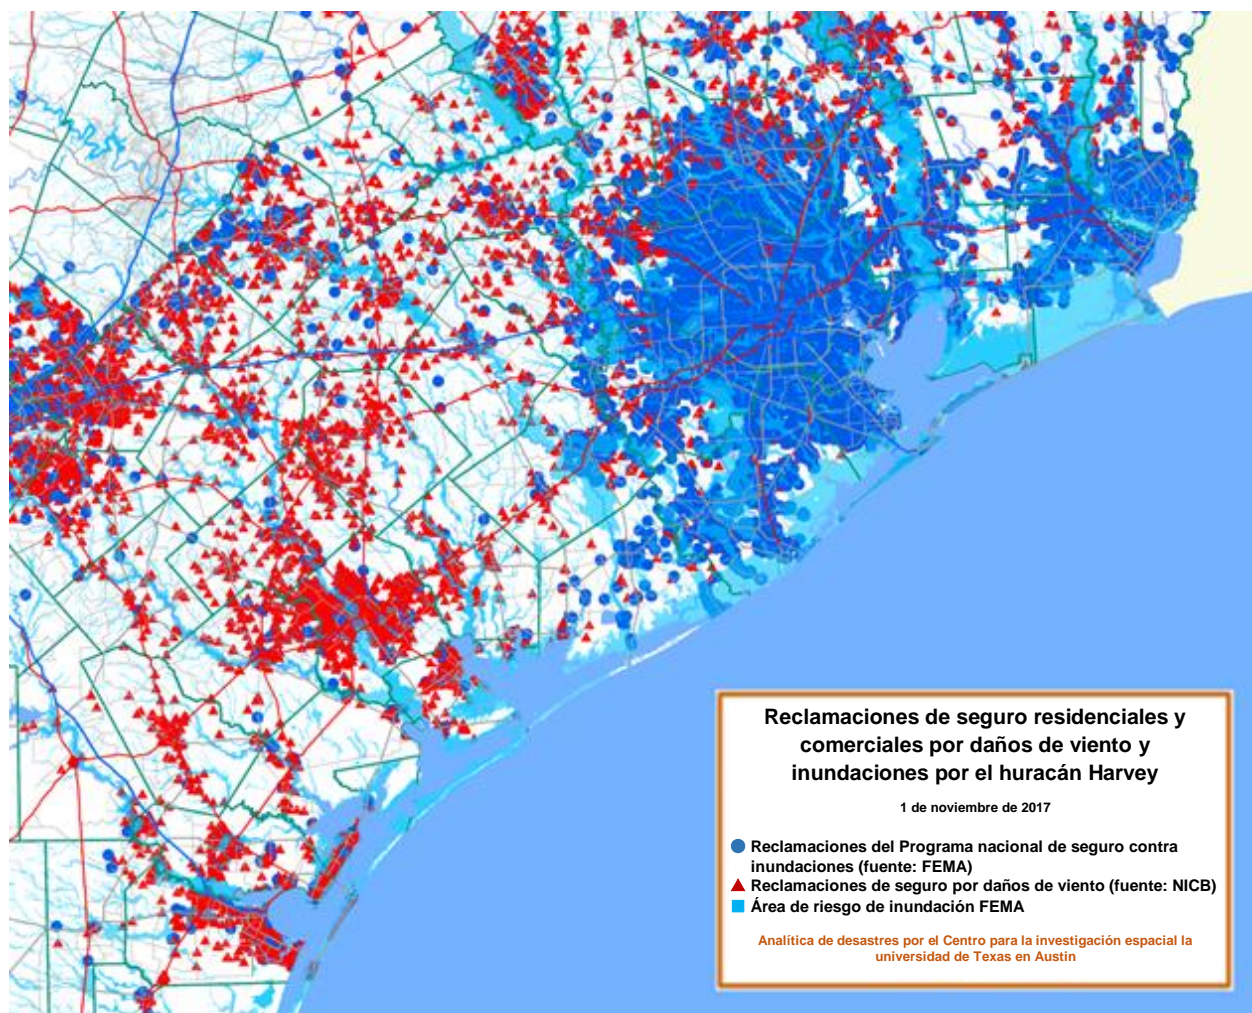 Reclamaciones de seguro residenciales y
comerciales por daños de viento y
inundaciones por el huracán Harvey
1 de noviembre de 2017
Reclamaciones del Programa nacional de seguro contra
inundaciones (fuente: FEMA)
Reclamaciones de seguro por daños de viento (fuente: NICB)
Área de riesgo de inundación FEMA
Analítica de desastres por el Centro para la investigación espacial la
universidad de Texas en Austin